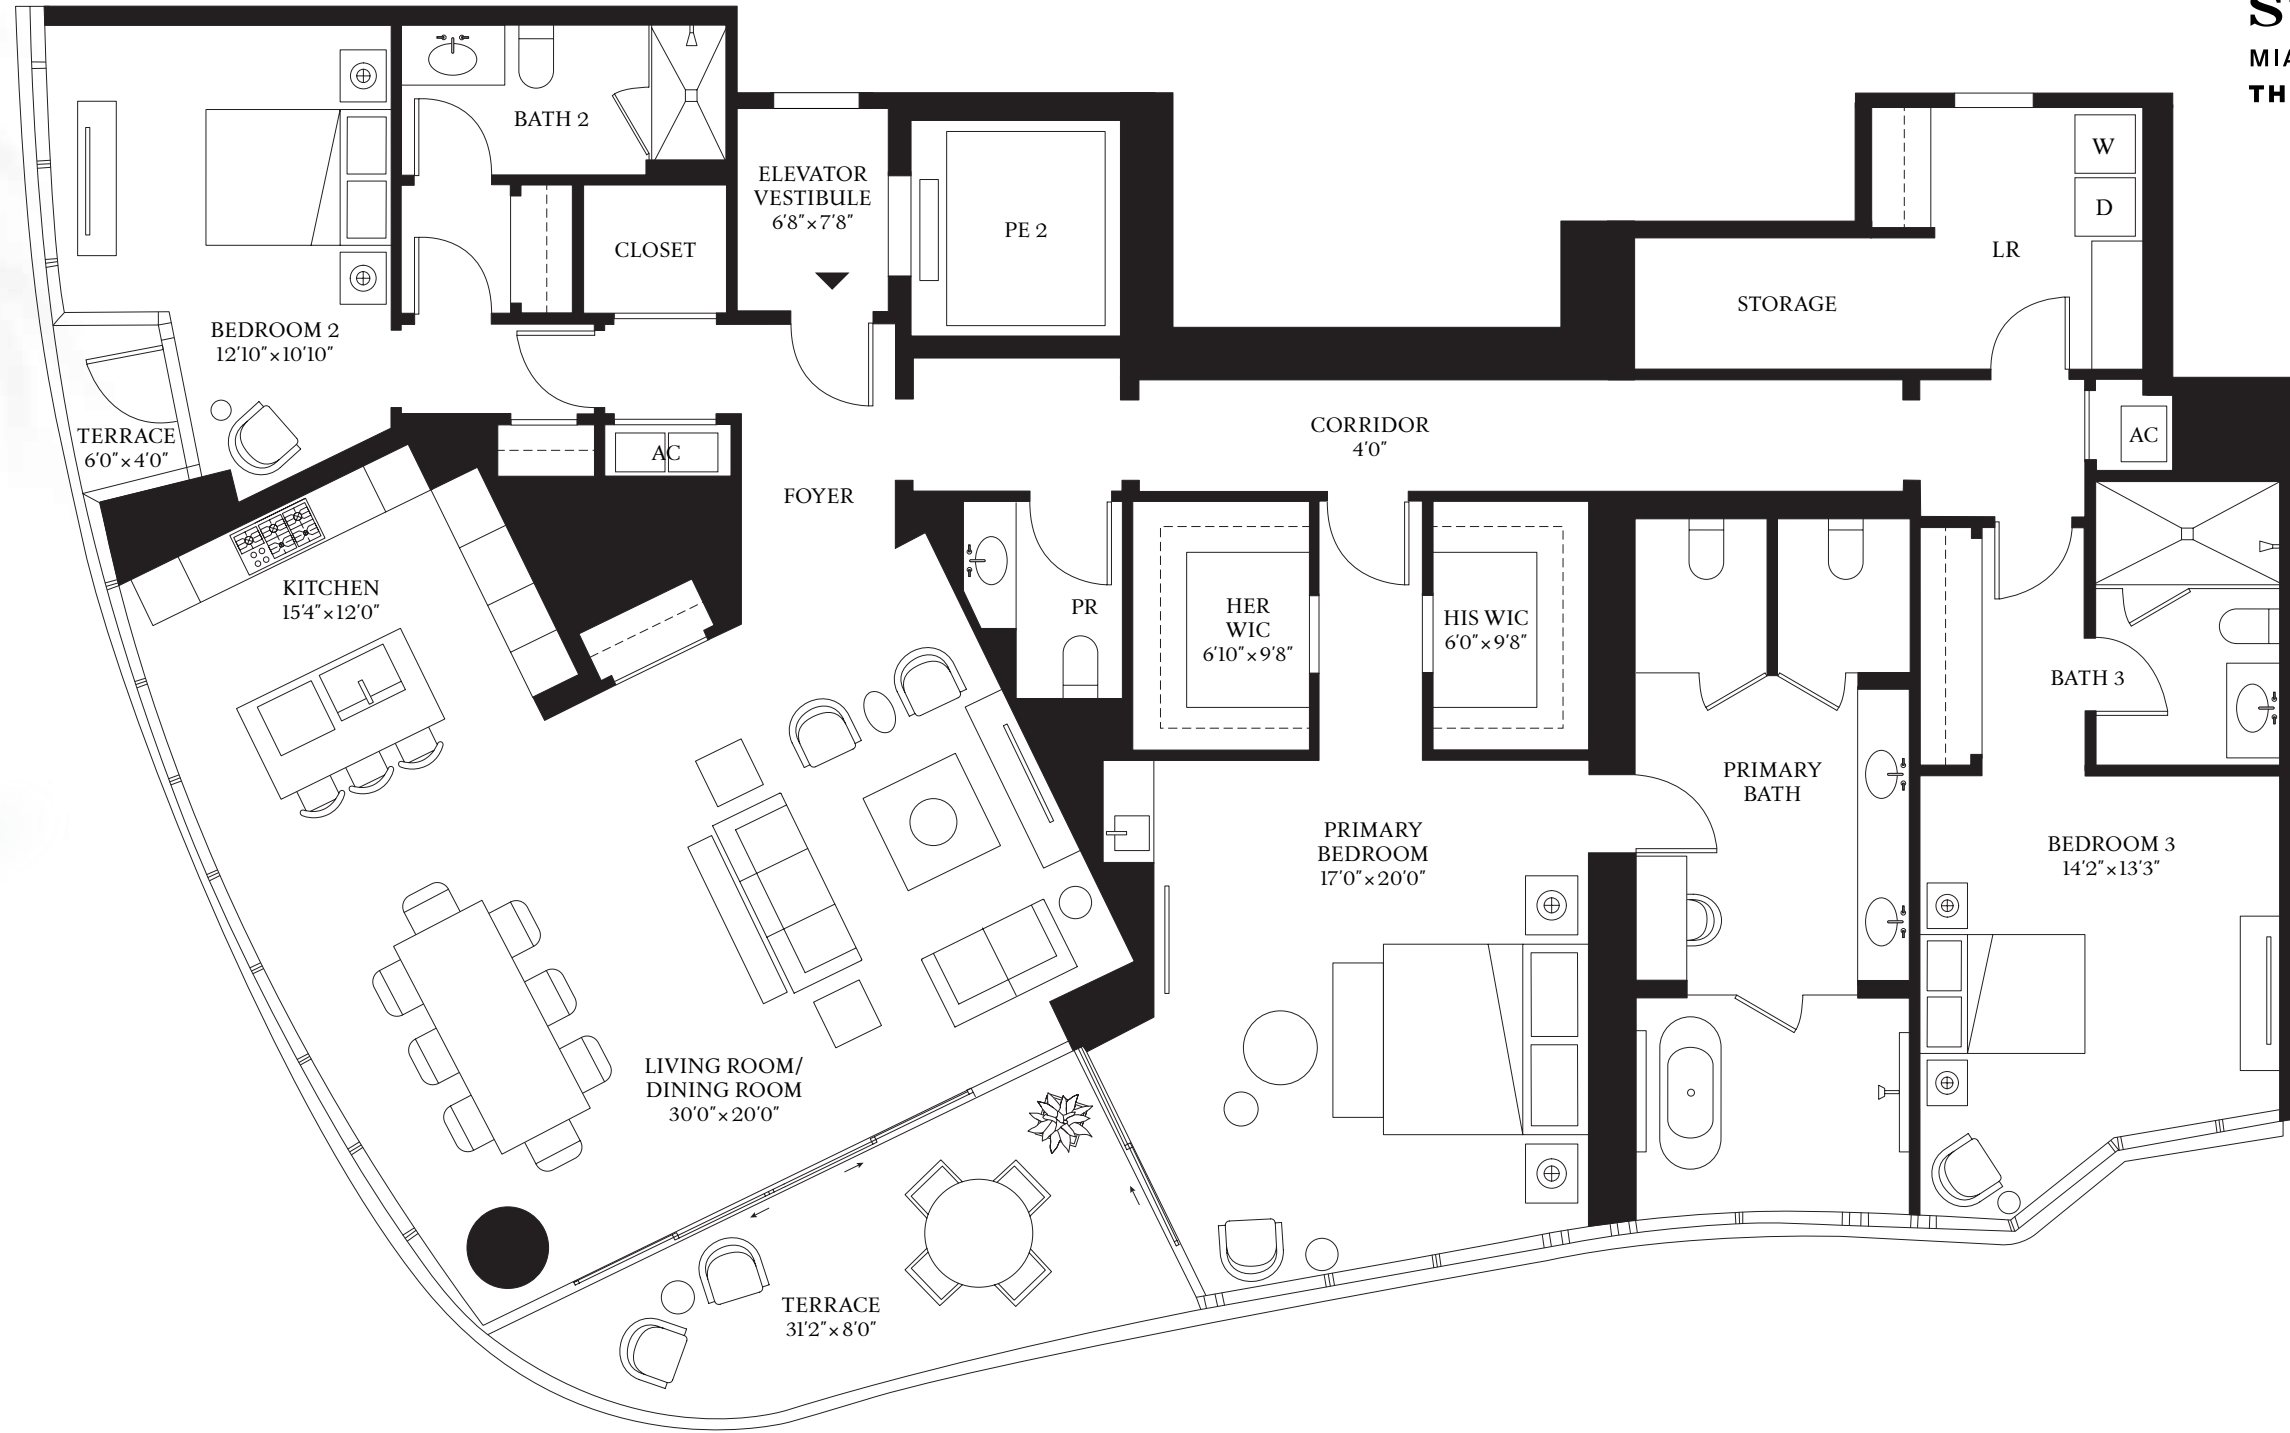 MIA
TH
BATH 2
W
D
ELEVATOR
VESTIBULE
6'8"×7'8"
PE 2
CLOSET
LR
STORAGE
BEDROOM 2
12'10"×10'10"
TERRACE
6'0"×4'0"
AC
CORRIDOR
4'0"
AC
FOYER
KITCHEN
15'4"×12'0"
PR
HER
WIC
6'10"×9'8"
HIS WIC
6'0"×9'8"
BATH 3
PRIMARY
BATH
PRIMARY
BEDROOM
17'0"×20'0"
BEDROOM 3
14'2"×13'3"
LIVING ROOM/
DINING ROOM
30'0"×20'0"
TERRACE
31'2"×8'0"